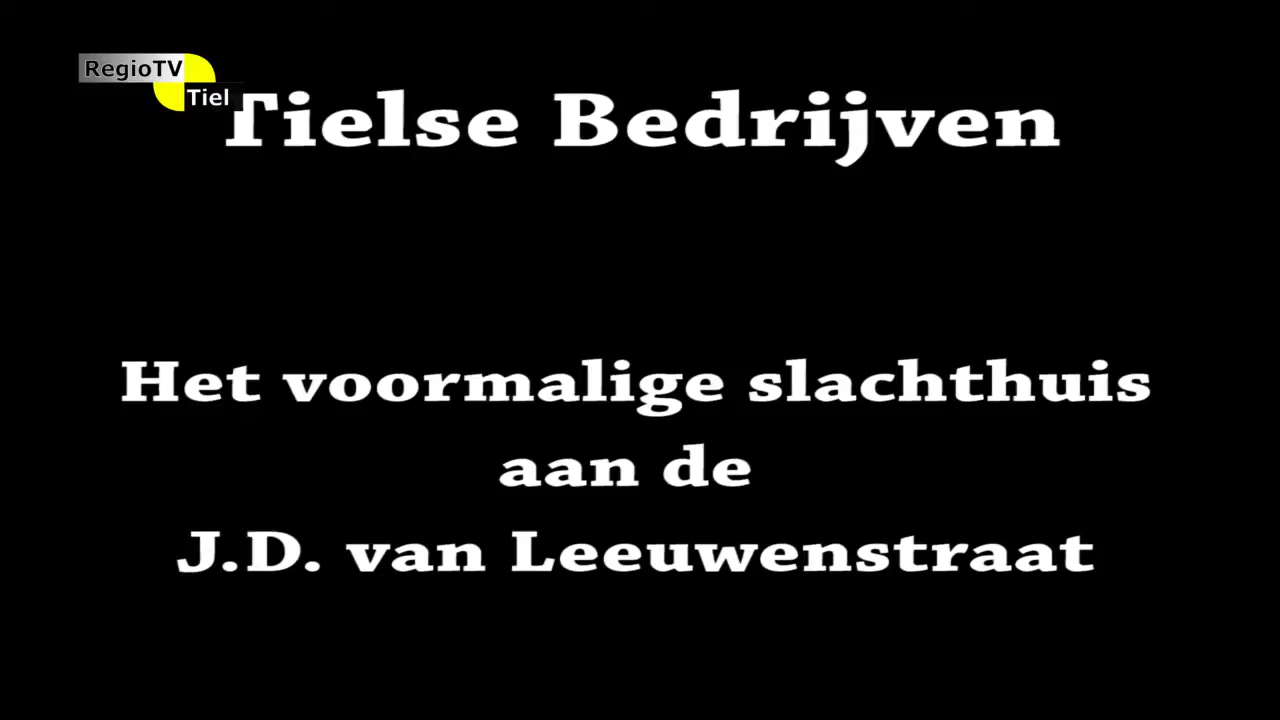 RegioTV
Tiel
Tielse Bedrijven
Het voormalige slachthuis
aan de
J.D. van Leeuwenstraat